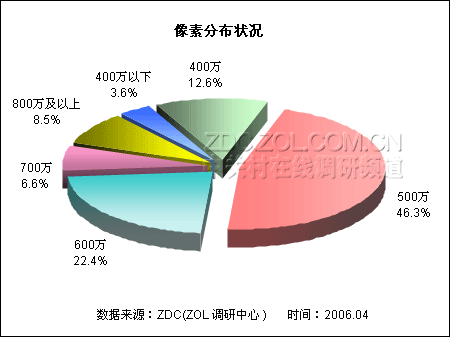 像素分布状况
400万以下
3.6%
400万
12.6%
800万及以上
8.5%
700万
6.6%
500万
46.3%
600万
22.4%
ZDC.ZOL.COM.CN
中关村在线调研频道
数据来源：ZDC(ZOL 调研中心 ) 时间：2006.04